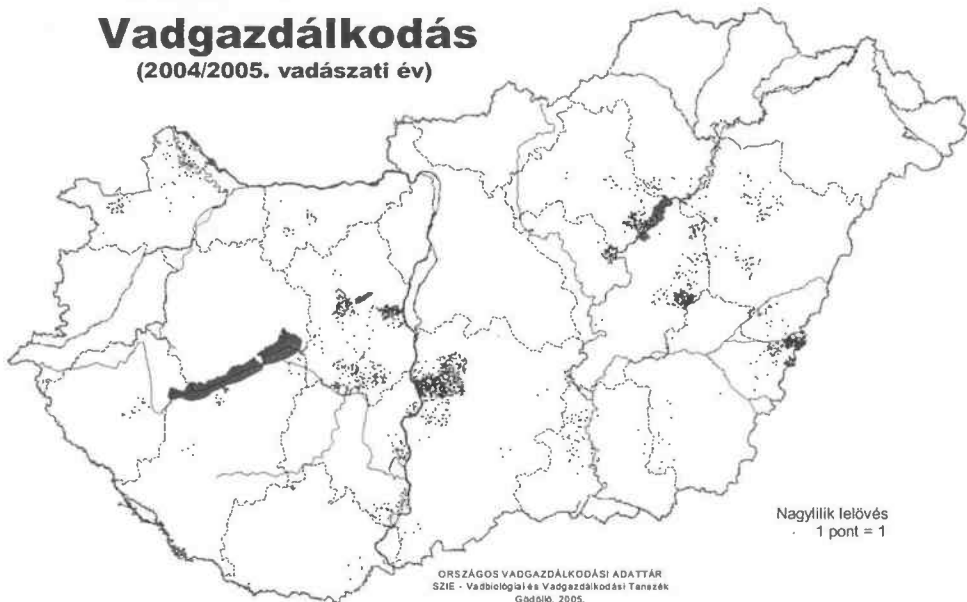 Vadgazdálkodás
(2004/2005. vadászati év)
Nagylilik lelövés
. 1 pont = 1
ORSZÁGOS VADGAZDÁLKODÁSI ADATTÁR
SZIE - Vadbiológiai és Vadgazdálkodási Tanszék
Gödöllő, 2005.